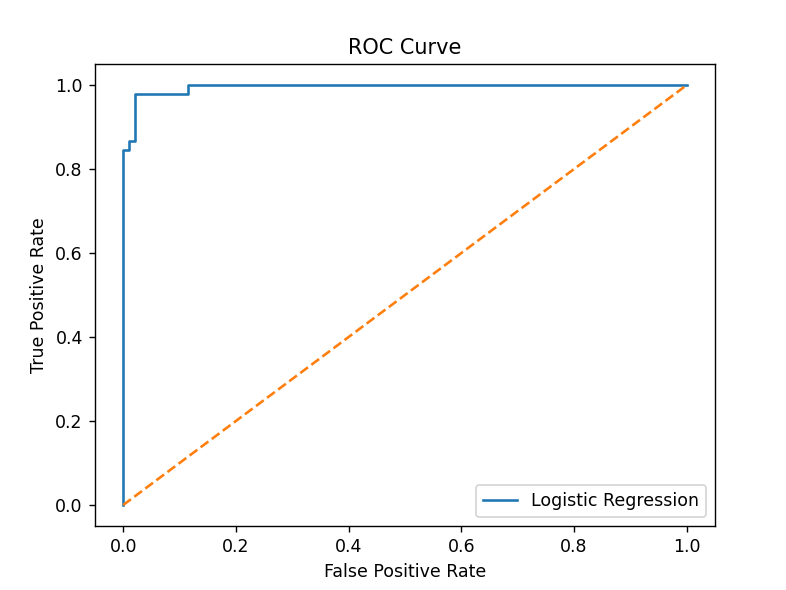 ROC Curve
1.0
0.8
0.6
0.4
0.2
0.0
True Positive Rate
Logistic Regression
0.0 0.2 0.4 0.6 0.8 1.0
False Positive Rate